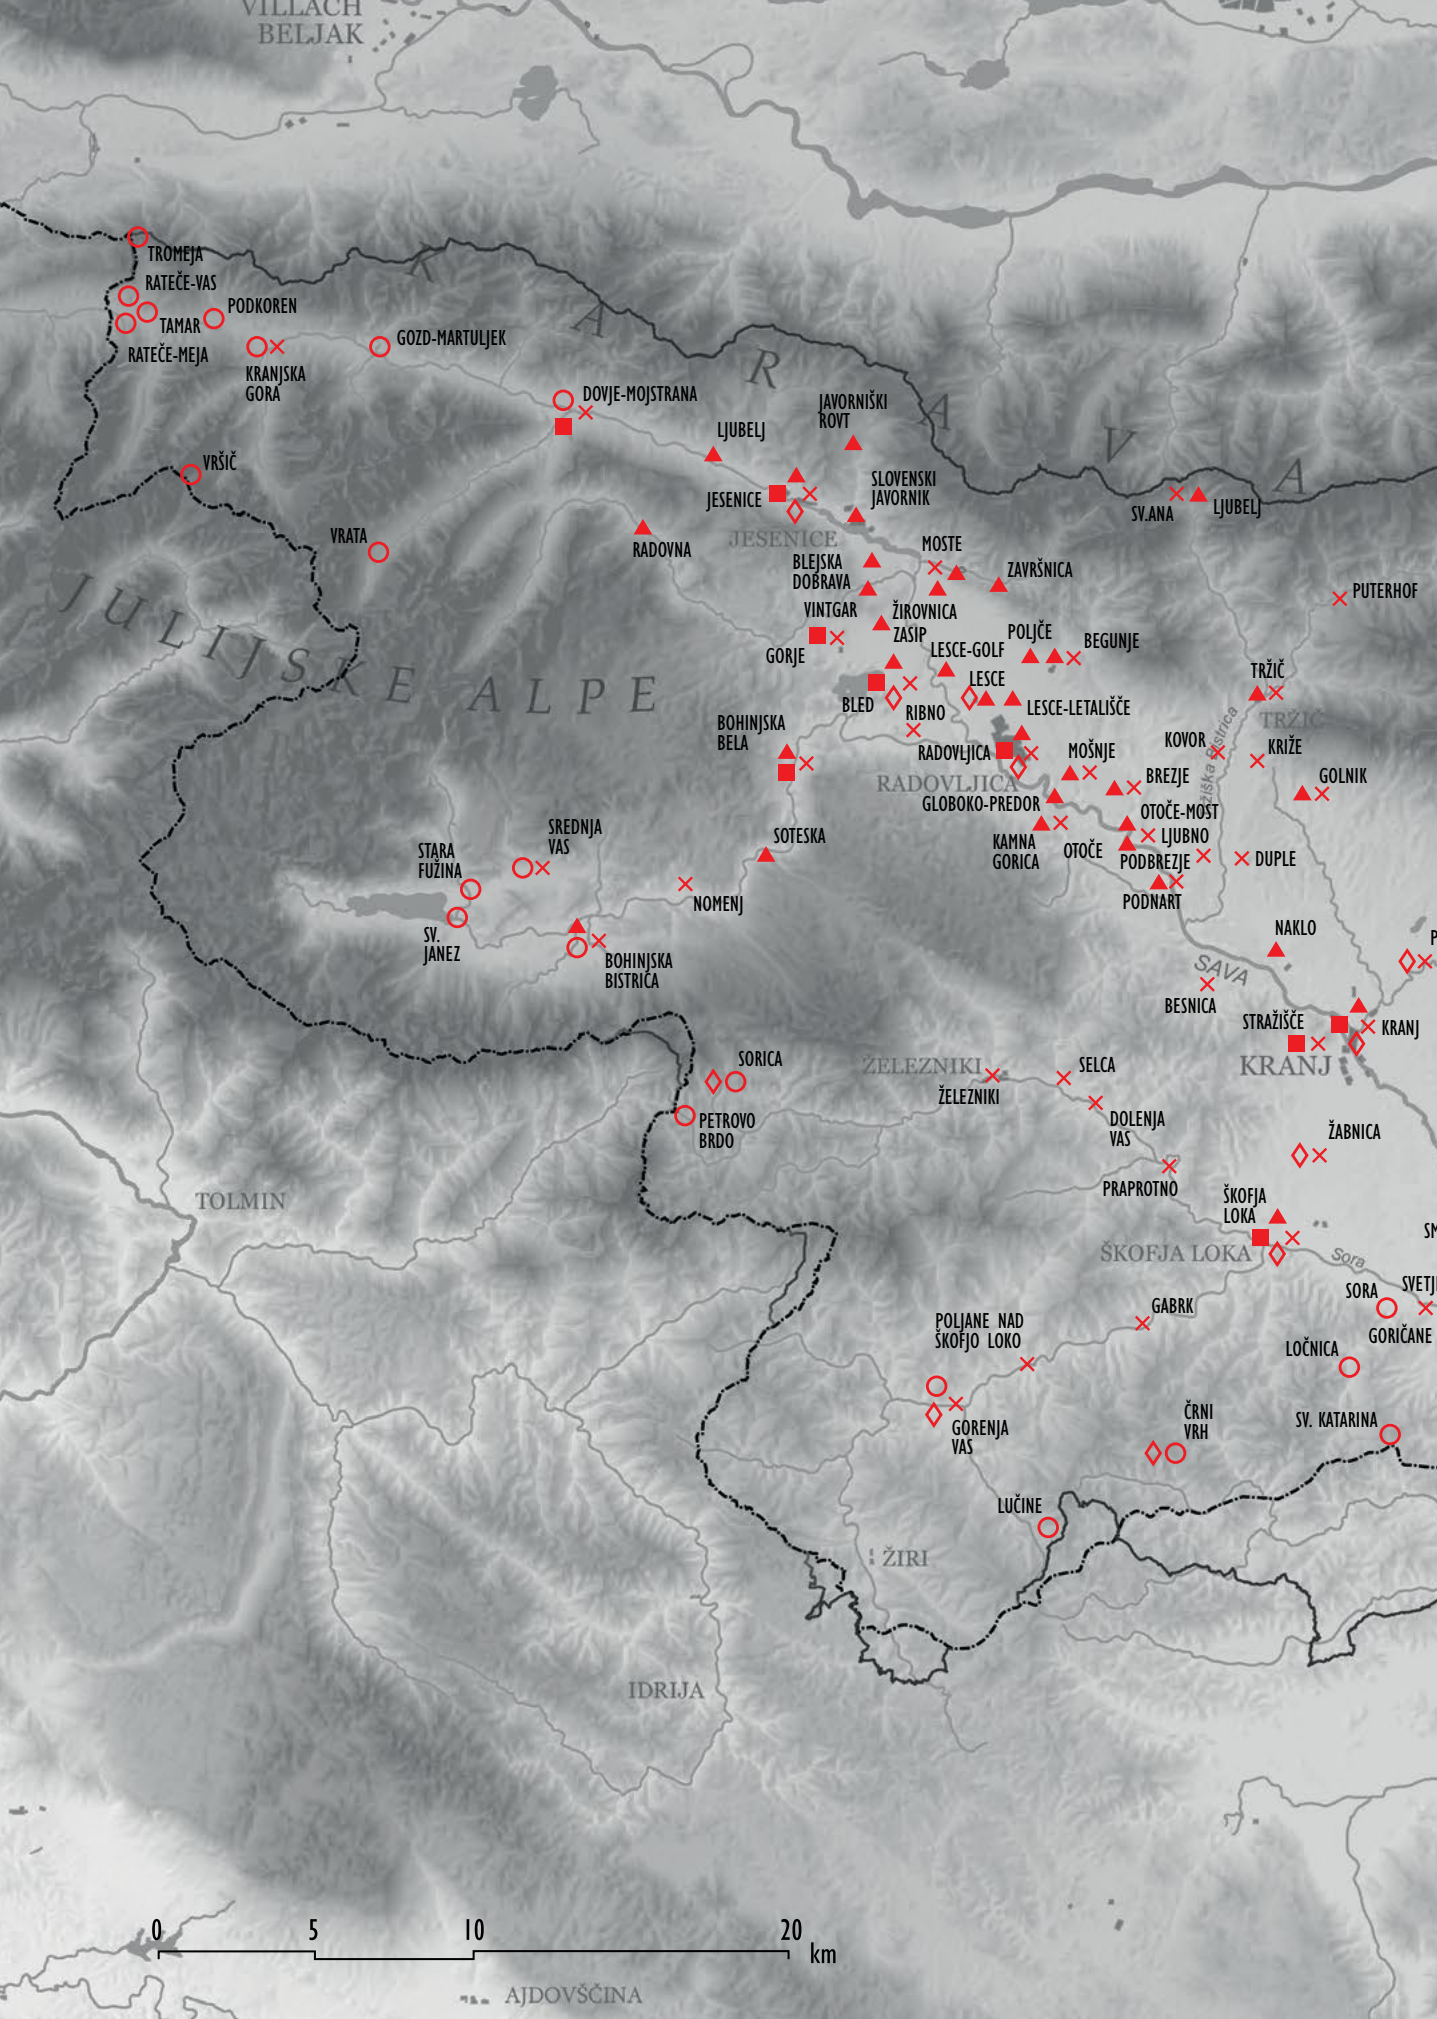 VILLACH
BELJAK
TROMEJA
RATEČE-VAS
PODKOREN
TAMAR
RATEČE-MEJA
GOZD-MARTULJEK
KRANJSKA
GORA
DOVJE-MOJSTRANA
KARAVA
JAVORNIŠKI
ROVT
LJUBELJ
VRŠIČ
SLOVENSKI
JAVORNIK
JESENICE
SV.ANA
LJUBELJ
JESENICE
VRATA
RADOVNA
MOSTE
BLEJSKA
DOBRAVA
ZAVRŠNICA
PUTERHOF
VINTGAR
ŽIROVNICA
ZASIP
POLJČE
BEGUNJE
GORJE
LESCE-GOLF
JULIJSKE ALPE
LESCE
TRŽIČ
BLED
RIBNO
LESCE-LETALIŠČE
TRŽIČ
BOHINJSKA
BELA
RADOVLJICA
MOŠNJE
KOVOR
KRIŽE
žiška Bistrica
RADOVLJICA
BREZJE
GOLNIK
GLOBOKO-PREDOR
OTOČE-MOST
SREDNJA
VAS
SOTESKA
KAMNA
GORICA
OTOČE
LJUBNO
STARA
FUŽINA
PODBREZJE
DUPLE
NOMENJ
PODNART
SV.
JANEZ
NAKLO
P
BOHINJSKA
BISTRICA
SAVA
BESNICA
STRAŽIŠČE
KRANJ
SORICA
ŽELEZNIKI
SELCA
KRANJ
ŽELEZNIKI
PETROVO
BRDO
DOLENJA
VAS
ŽABNICA
TOLMIN
PRAPROTNO
ŠKOFJA
LOKA
SM
ŠKOFJA LOKA
Sora
SORA
SVETJ
GABRK
POLJANE NAD
ŠKOFJO LOKO
GORIČANE
LOČNICA
GORENJA
VAS
ČRNI
VRH
SV. KATARINA
LUČINE
ŽIRI
IDRIJA
0 5 10 20
km
AJDOVŠČINA